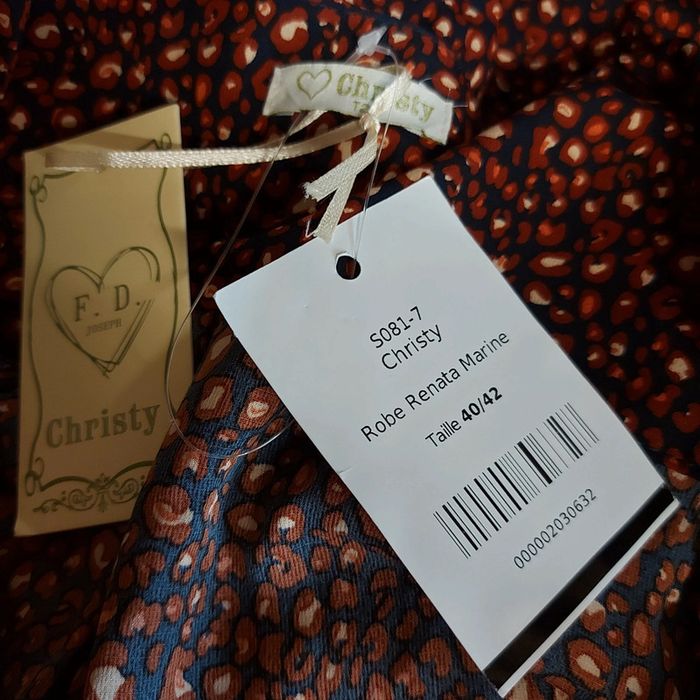 Christy
F. D.
JOSEPH
Christy
S081-7
Christy
Robe Renata Marine
Taille 40/42
000002030632